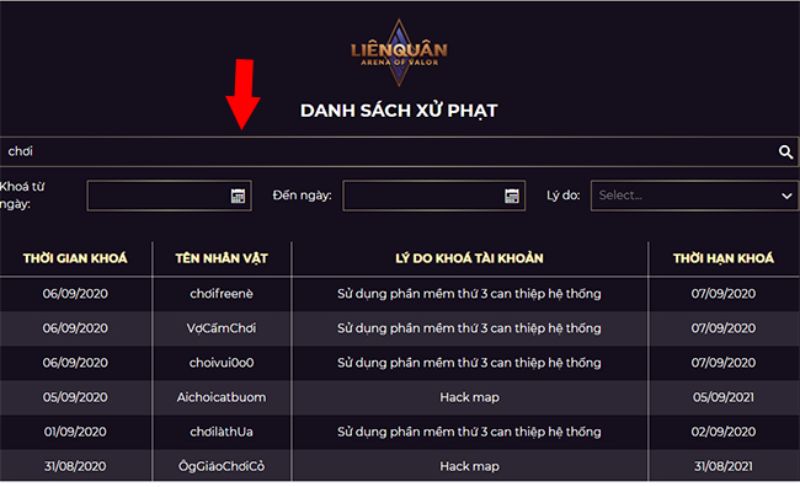 LIÊNQUÂN
ARENA OF VALOR
DANH SÁCH XỬ PHẠT
chơi
Khoá từ ngày:
Đến ngày:
Lý do: Select...
THỜI GIAN KHOÁ TÊN NHÂN VẬT LÝ DO KHOÁ TÀI KHOẢN THỜI HẠN KHOÁ
06/09/2020 chơifreenè Sử dụng phần mềm thứ 3 can thiệp hệ thống 07/09/2020
06/09/2020 VợCấmChơi Sử dụng phần mềm thứ 3 can thiệp hệ thống 07/09/2020
06/09/2020 choivui0o0 Sử dụng phần mềm thứ 3 can thiệp hệ thống 07/09/2020
05/09/2020 Aichoicatbuom Hack map 05/09/2021
01/09/2020 chơilàthUa Sử dụng phần mềm thứ 3 can thiệp hệ thống 02/09/2020
31/08/2020 ÔgGiáoChơiCỏ Hack map 31/08/2021